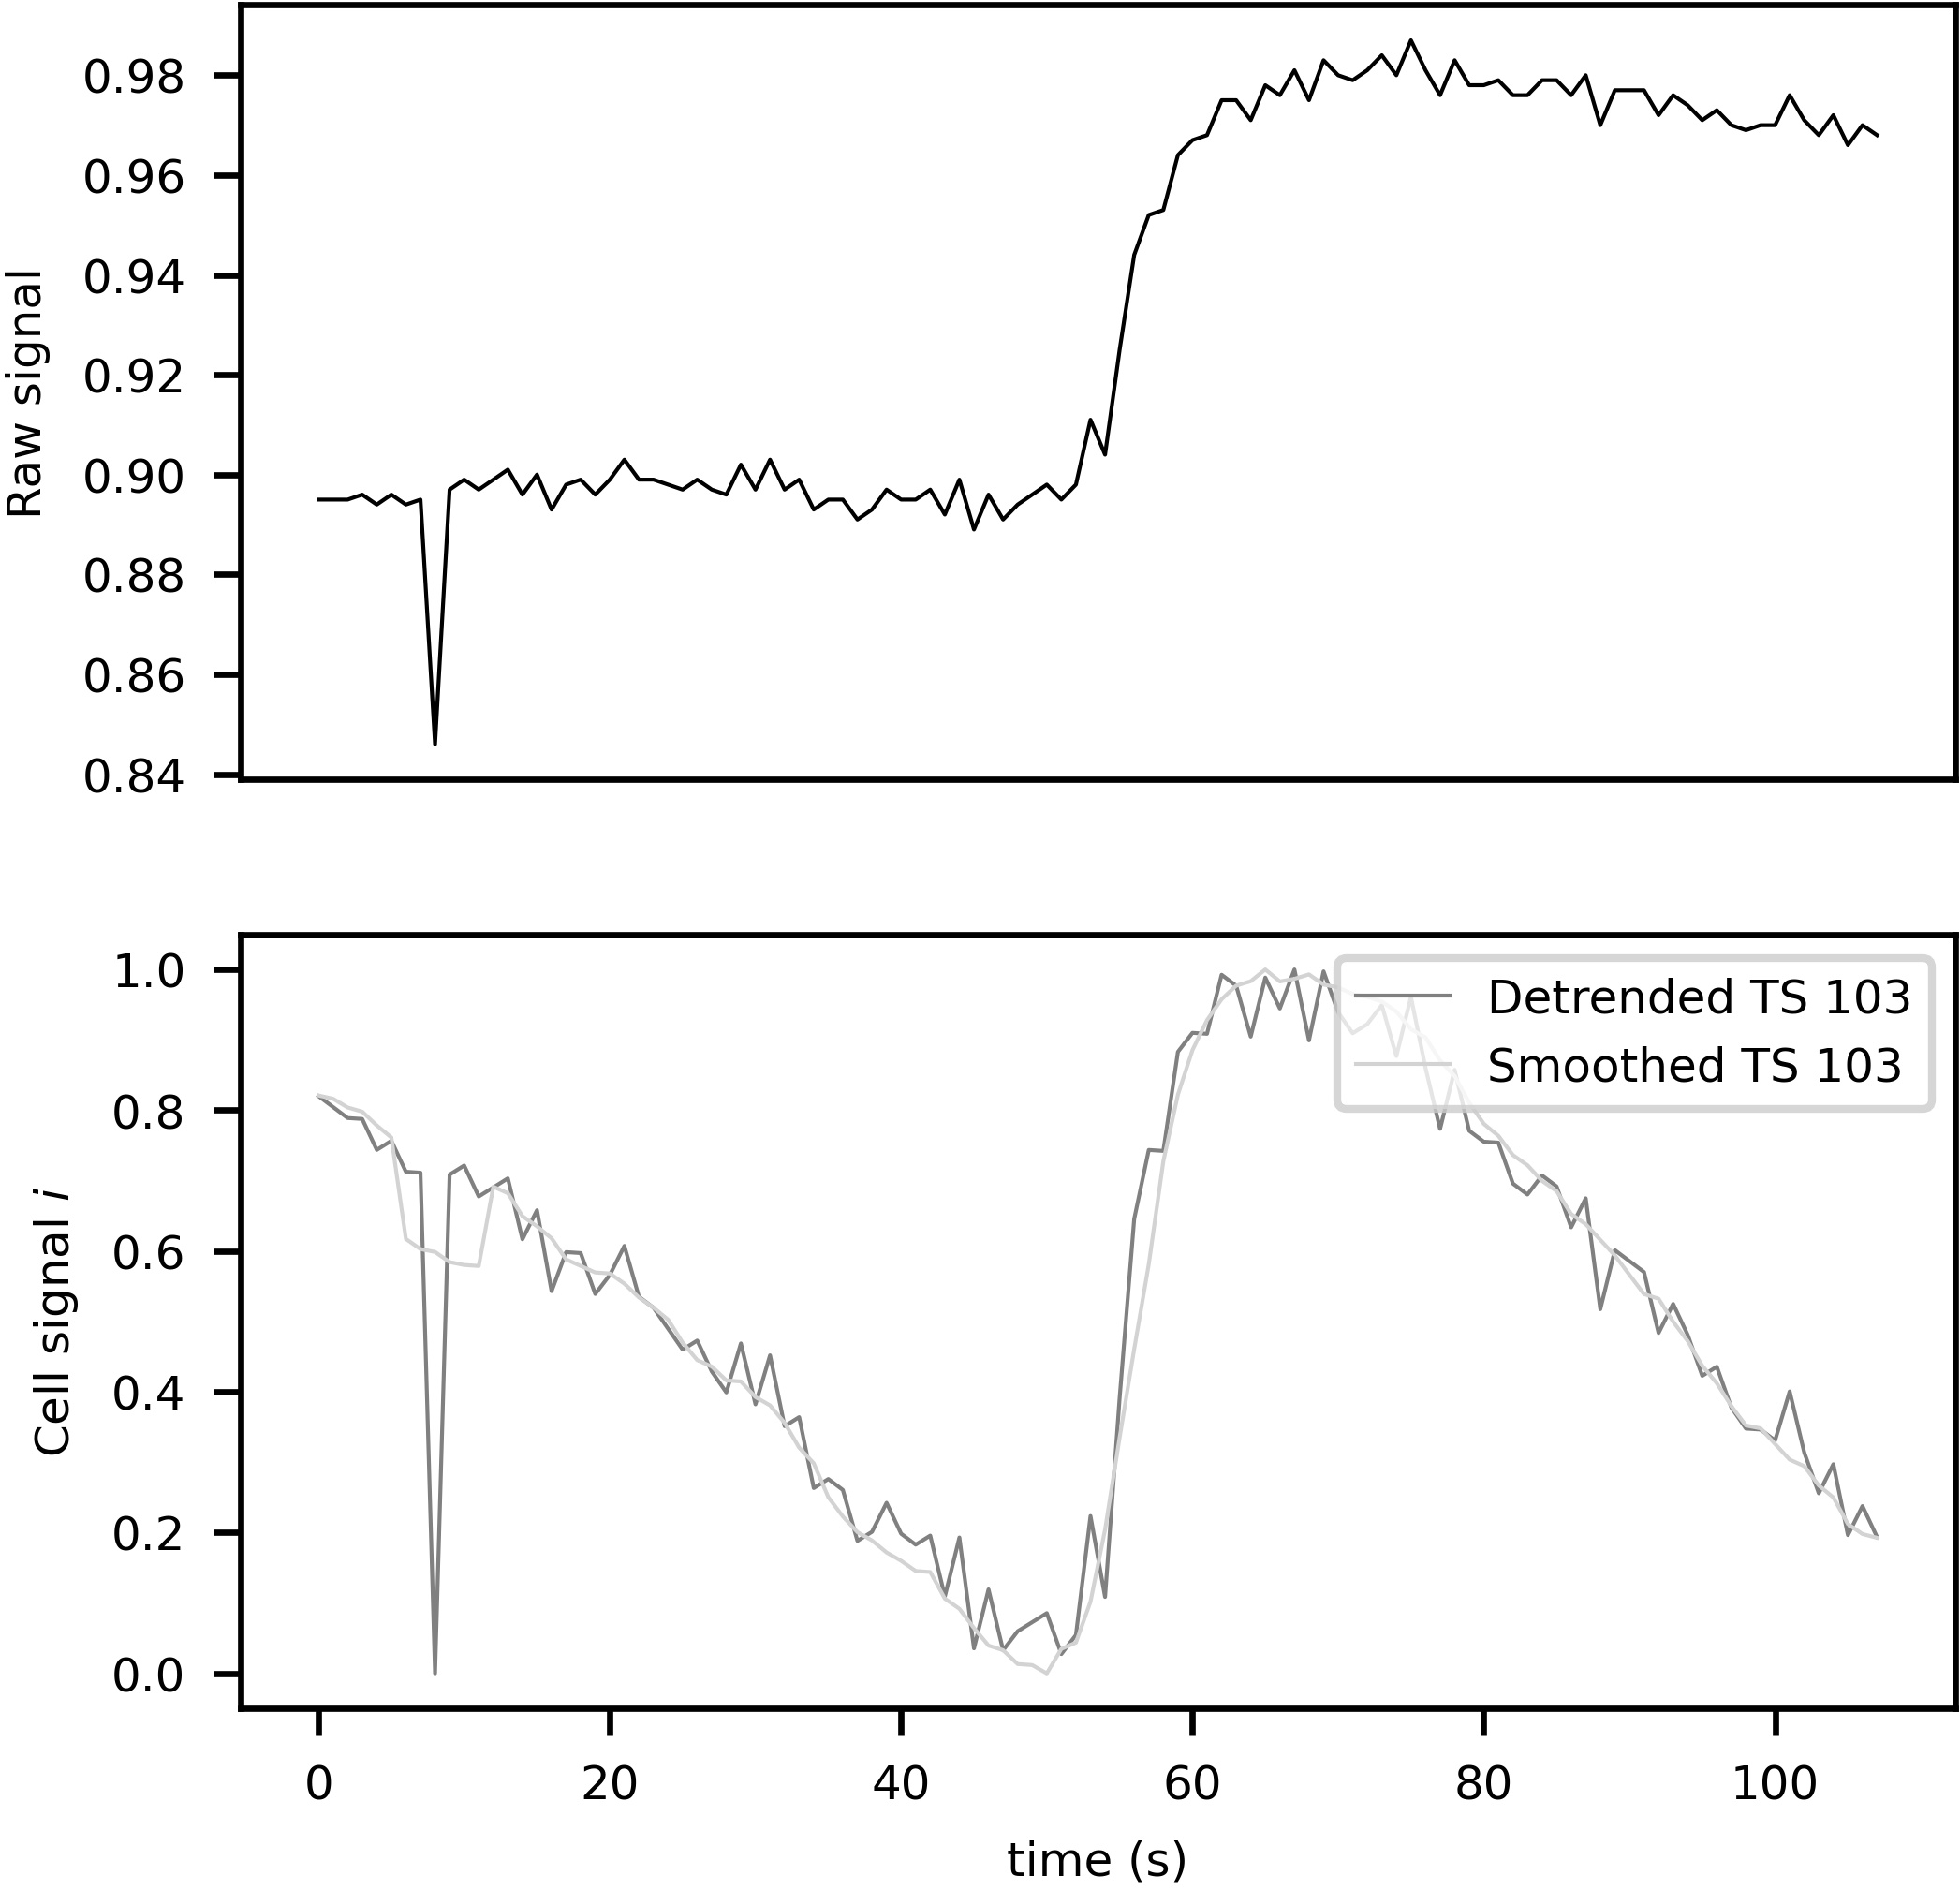 Raw signal
0.98
0.96
0.94
0.92
0.90
0.88
0.86
0.84
Cell signal i
1.0
0.8
0.6
0.4
0.2
0.0
Detrended TS 103
Smoothed TS 103
0 20 40 60 80 100
time (s)